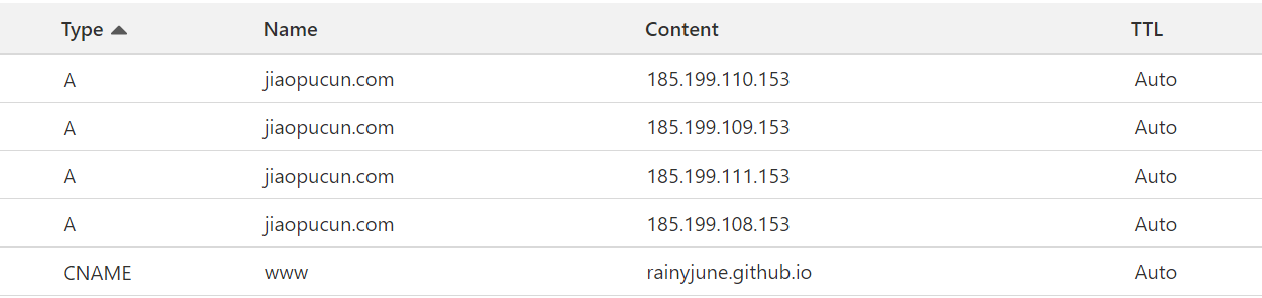 Type Name Content TTL
A jiaopucun.com 185.199.110.153 Auto
A jiaopucun.com 185.199.109.153 Auto
A jiaopucun.com 185.199.111.153 Auto
A jiaopucun.com 185.199.108.153 Auto
CNAME www rainyjune.github.io Auto